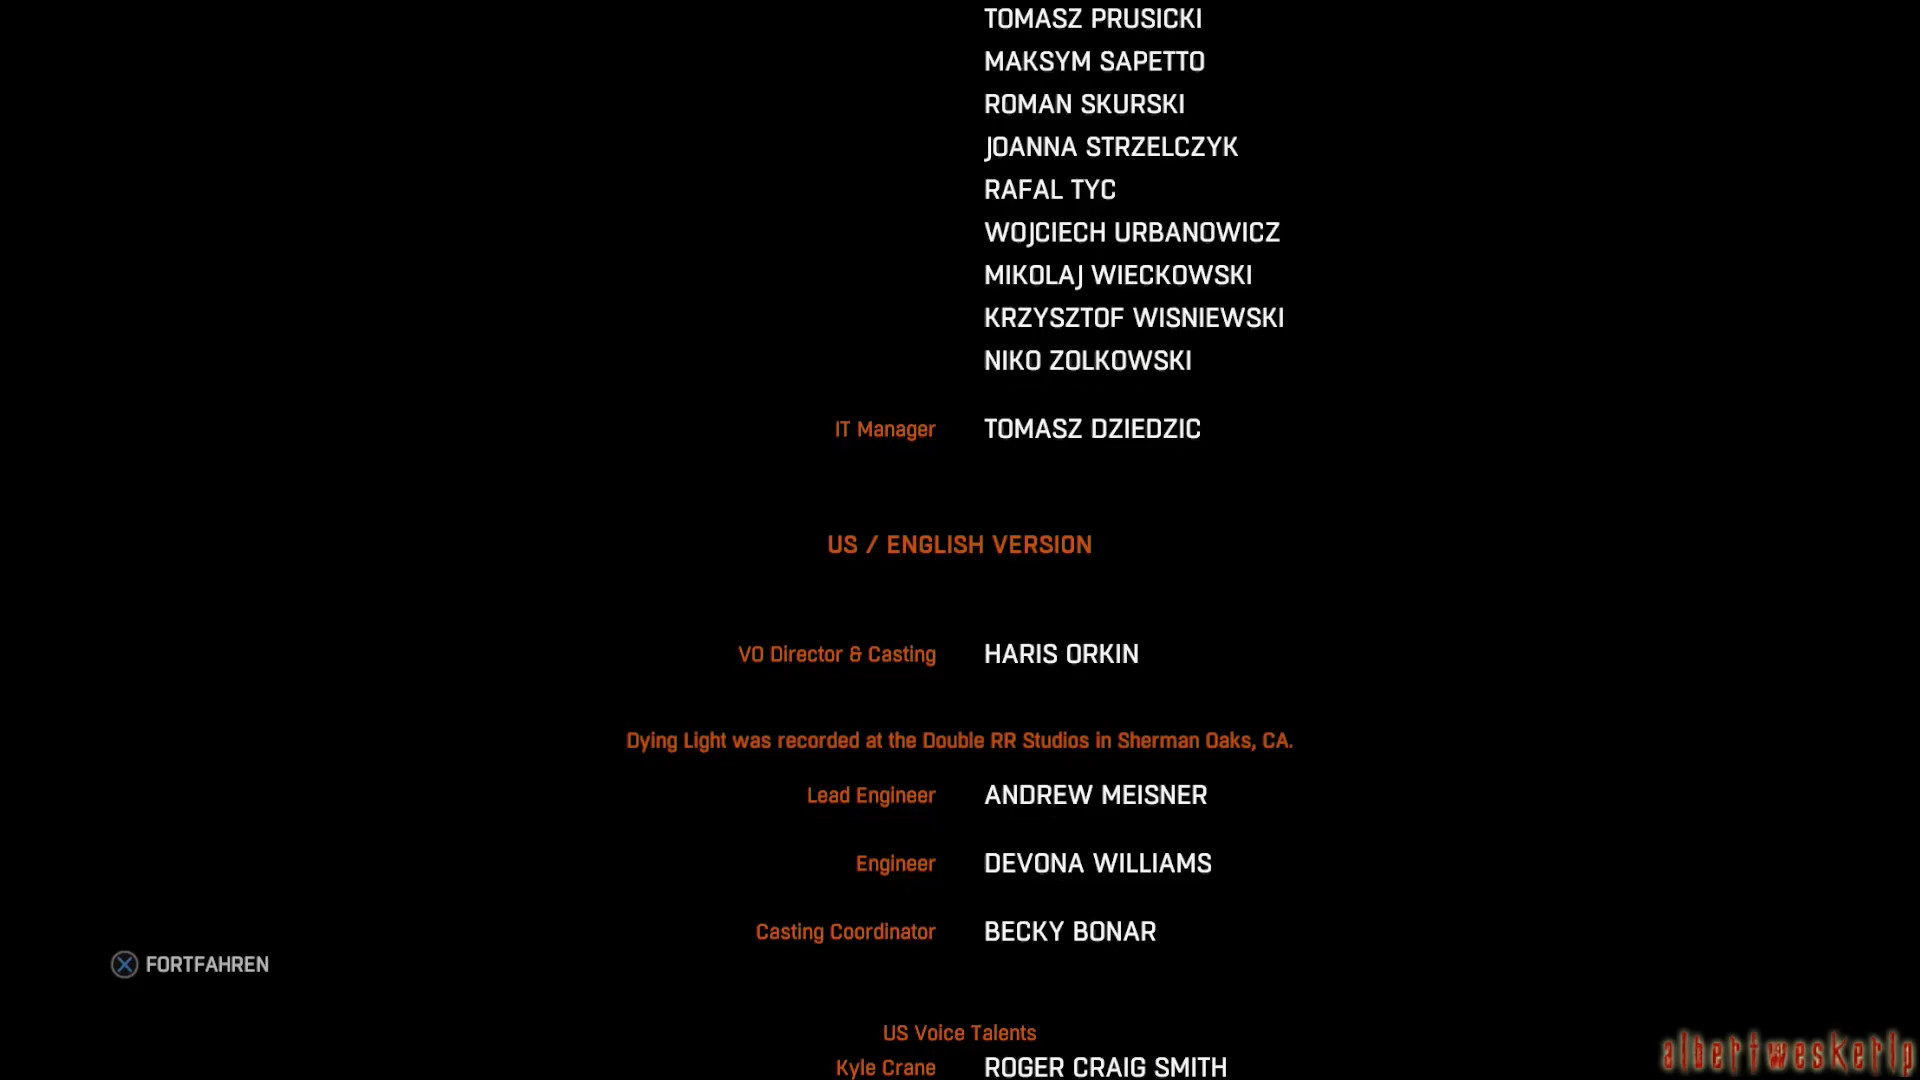 TOMASZ PRUSICKI
MAKSYM SAPETTO
ROMAN SKURSKI
JOANNA STRZELCZYK
RAFAL TYC
WOJCIECH URBANOWICZ
MIKOLAJ WIECKOWSKI
KRZYSZTOF WISNIEWSKI
NIKO ZOLKOWSKI
IT Manager TOMASZ DZIEDZIC
US / ENGLISH VERSION
VO Director & Casting HARIS ORKIN
Dying Light was recorded at the Double RR Studios in Sherman Oaks, CA.
Lead Engineer ANDREW MEISNER
Engineer DEVONA WILLIAMS
Casting Coordinator BECKY BONAR
FORTFAHREN
US Voice Talents
Kyle Crane ROGER CRAIG SMITH
albertweskerlp